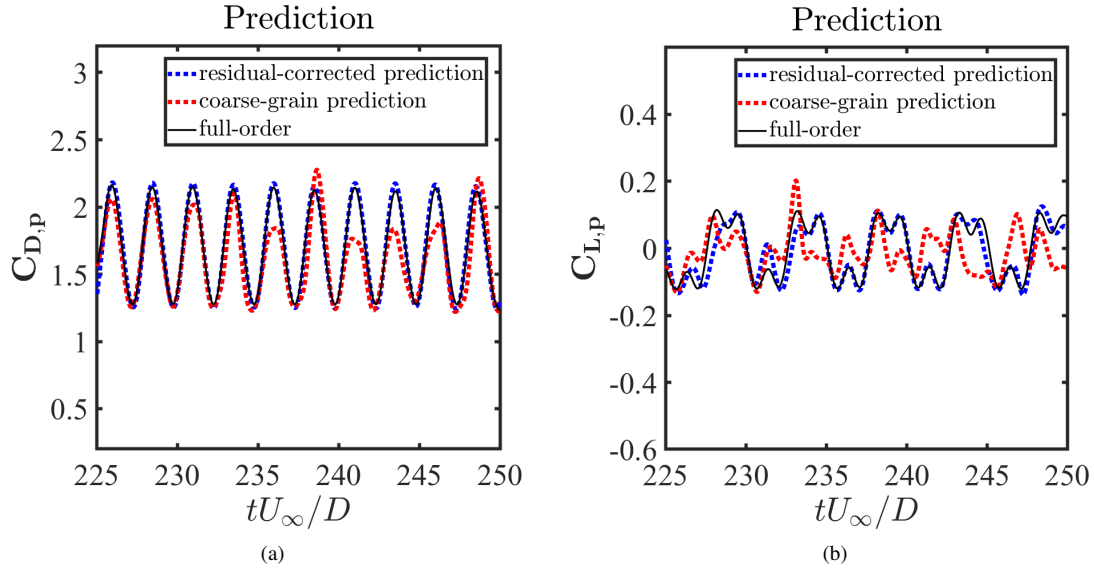 Prediction
residual-corrected prediction
coarse-grain prediction
full-order
3
2.5
2
1.5
1
0.5
225 230 235 240 245 250
C_{D,p}
tU_∞/D
(a)
Prediction
residual-corrected prediction
coarse-grain prediction
full-order
0.4
0.2
0
-0.2
-0.4
-0.6
225 230 235 240 245 250
C_{L,p}
tU_∞/D
(b)